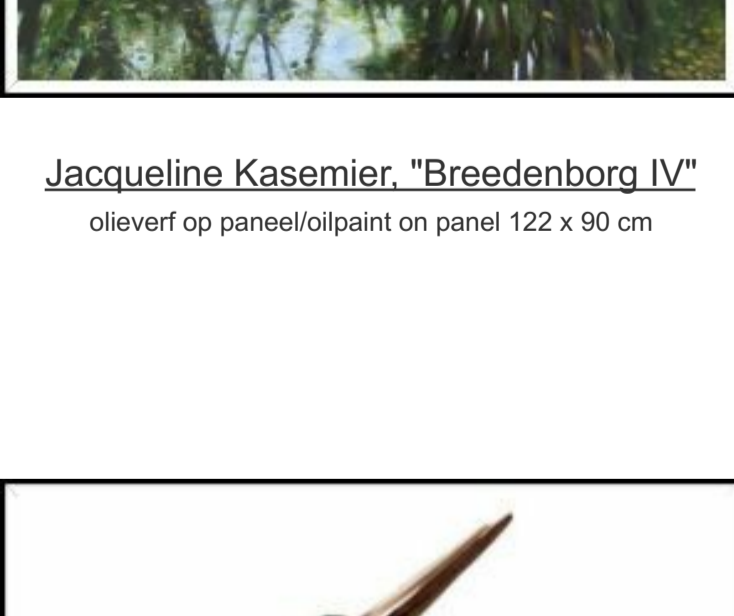 Jacqueline Kasemier, "Breedenborg IV"
olieverf op paneel/oilpaint on panel 122 x 90 cm